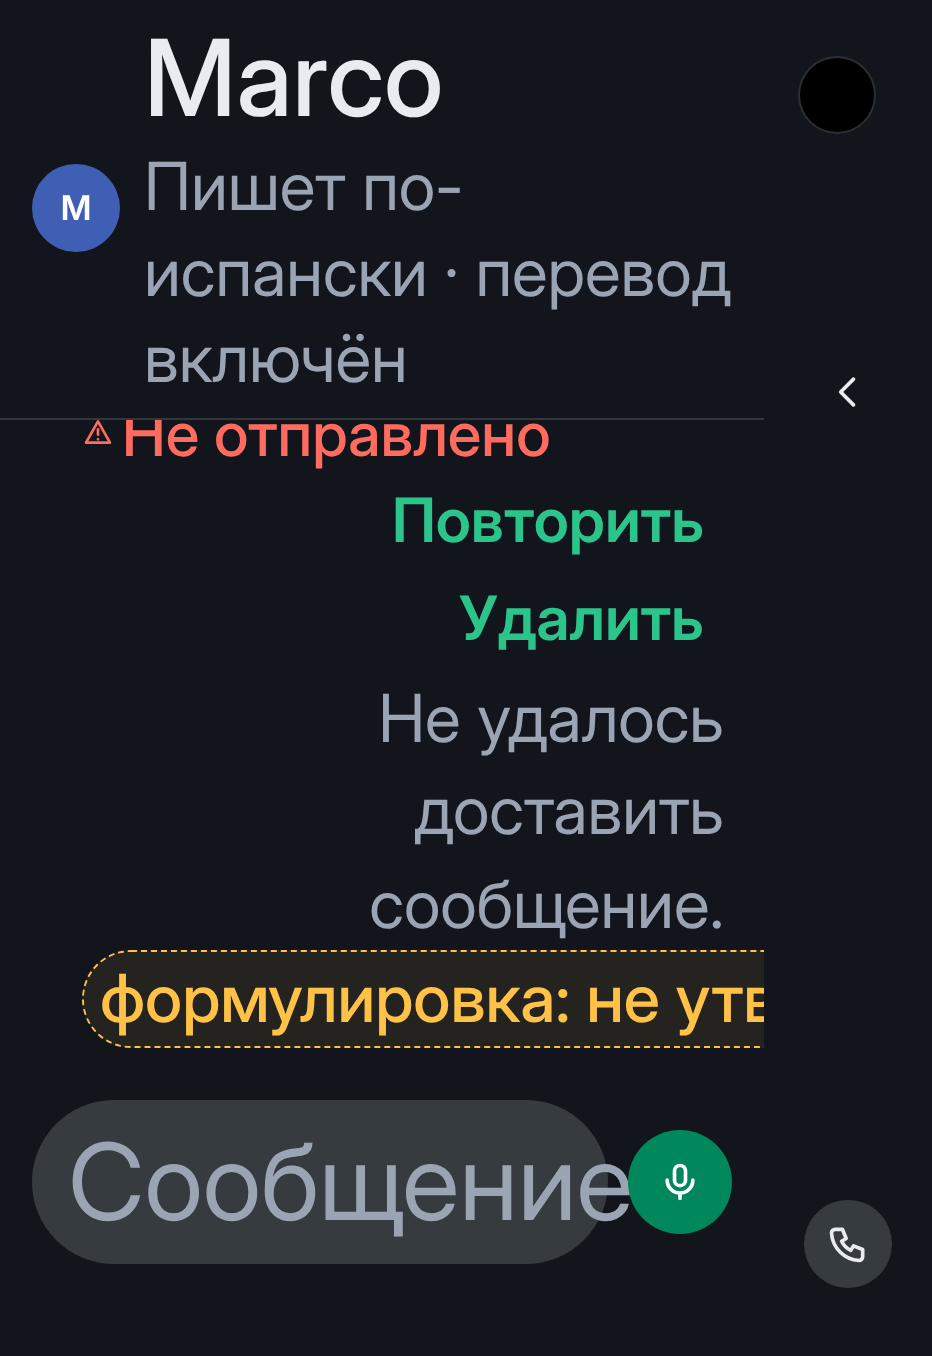 Marco
M
Пишет по-
испански · перевод
включён
Не отправлено
Повторить
Удалить
Не удалось
доставить
сообщение.
формулировка: не утв
Сообщение